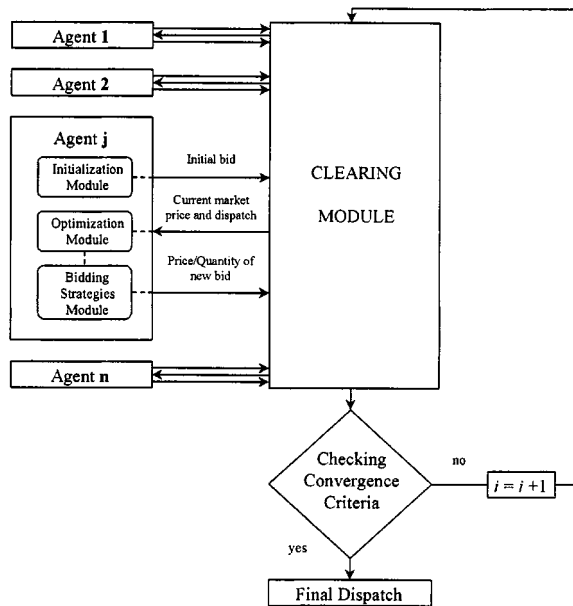 Agent 1
Agent 2
Agent j
Initialization
Module
Initial bid
Current market
price and dispatch
Optimization
Module
Price/Quantity of
new bid
Bidding
Strategies
Module
Agent n
CLEARING
MODULE
Checking
Convergence
Criteria
no
i = i +1
yes
Final Dispatch